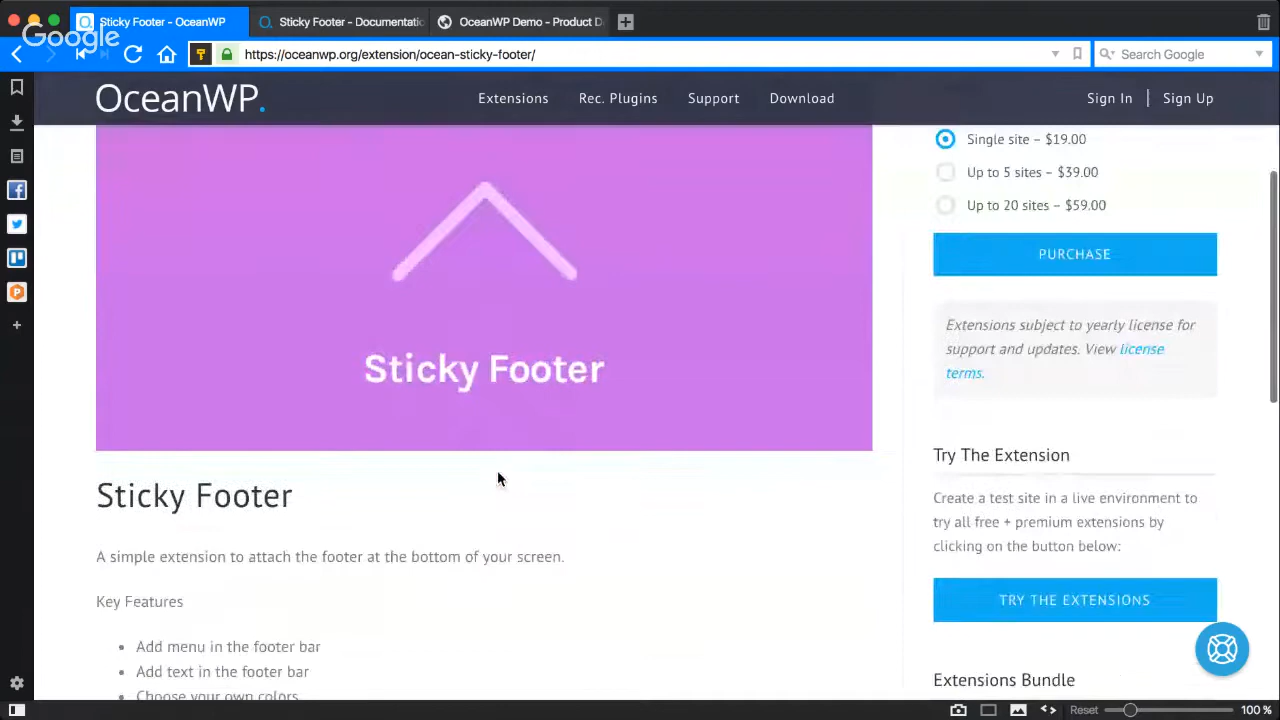 Sticky Footer - OceanWP
Sticky Footer - Documentatic
OceanWP Demo - Product D
Google
https://oceanwp.org/extension/ocean-sticky-footer/
Search Google
OceanWP.
Extensions
Rec. Plugins
Support
Download
Sign In
Sign Up
Sticky Footer
Sticky Footer
A simple extension to attach the footer at the bottom of your screen.
Key Features
Add menu in the footer bar
Add text in the footer bar
Choose your own colors
Single site – $19.00
Up to 5 sites – $39.00
Up to 20 sites – $59.00
PURCHASE
Extensions subject to yearly license for
support and updates. View license
terms.
Try The Extension
Create a test site in a live environment to
try all free + premium extensions by
clicking on the button below:
TRY THE EXTENSIONS
Extensions Bundle
Reset
100 %